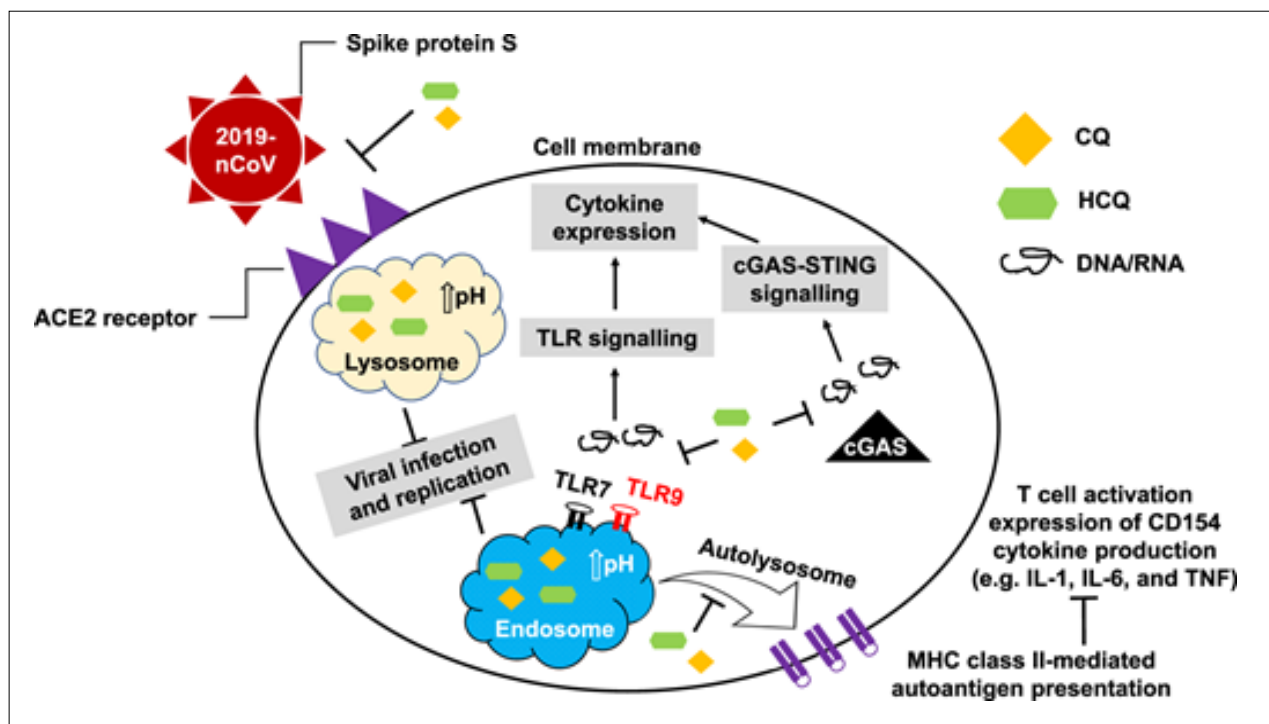 Spike protein S
2019-
nCoV
Cell membrane
CQ
HCQ
DNA/RNA
Cytokine
expression
cGAS-STING
signalling
ACE2 receptor
pH
Lysosome
TLR signalling
cGAS
Viral infection
and replication
TLR7
TLR9
pH
Endosome
Autolysosome
T cell activation
expression of CD154
cytokine production
(e.g. IL-1, IL-6, and TNF)
MHC class II-mediated
autoantigen presentation